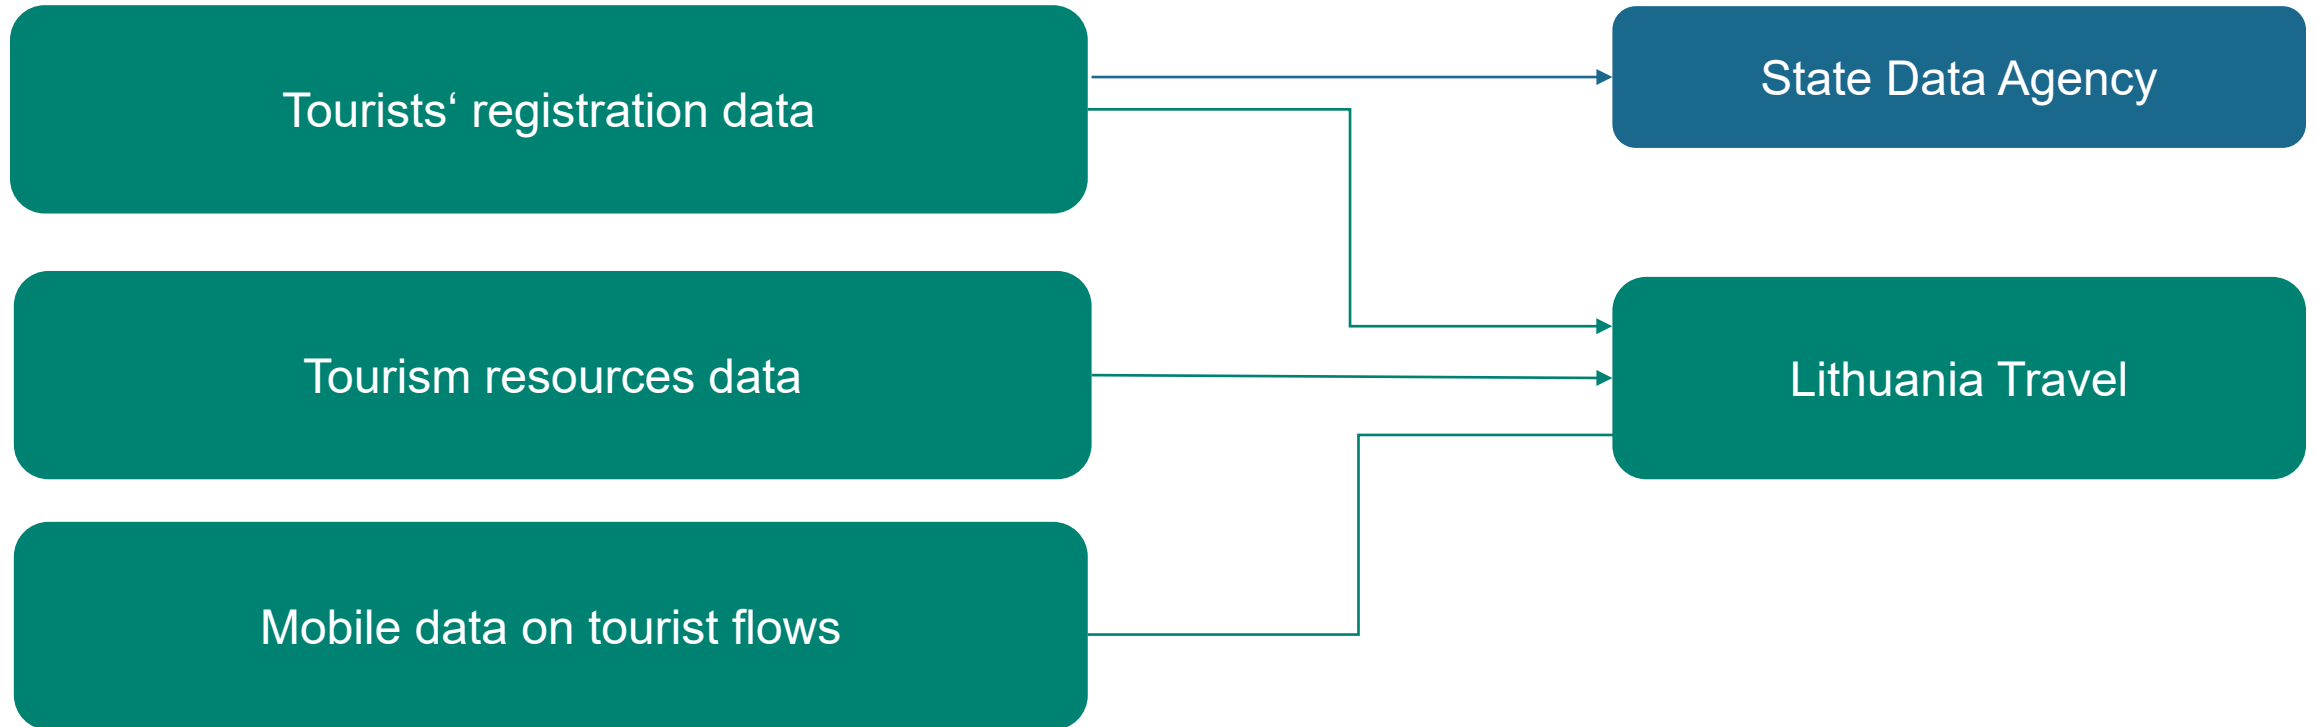 Tourists‘ registration data
State Data Agency
Tourism resources data
Lithuania Travel
Mobile data on tourist flows